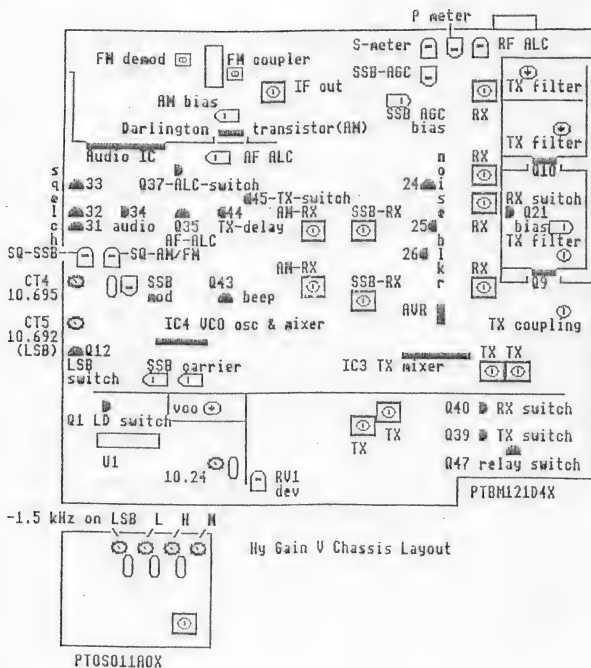 P meter
S-meter
RF ALC
FM demod
FM coupler
SSB-AGC
IF out
TX filter
AM bias
SSB AGC bias
RX
Darlington transistor(AM)
TX filter
Audio IC
AF ALC
RX
Q10
squelch
noise blkr
33
Q37-ALC-switch
24
45-TX-switch
RX switch
32
34
44
AM-RX
SSB-RX
RX
Q21
31 audio
Q35
TX-delay
25
bias
AF-ALC
TX filter
SQ-SSB
SQ-AM/FM
26
CT4
10.695
SSB mod
Q43
beep
AM-RX
SSB-RX
RX
Q9
AVR
CT5
10.692
(LSB)
IC4 VCO osc & mixer
TX coupling
Q12
LSB switch
SSB carrier
IC3 TX mixer
TX TX
Q1 LD switch
vco
TX
TX
Q40
RX switch
Q39
TX switch
U1
10.24
RV1
dev
Q47 relay switch
PTBM121D4X
-1.5 kHz on LSB
L
H
M
Hy Gain V Chassis Layout
PTOS011A0X